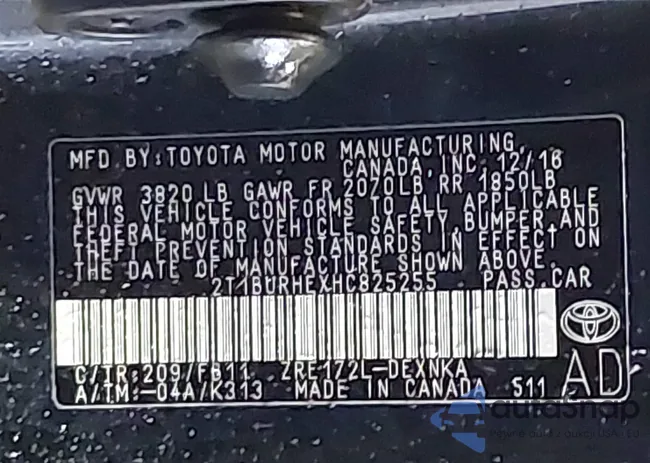 MFD.BY:TOYOTA MOTOR MANUFACTURING,
CANADA, INC. 12/16
GVWR 3820 LB GAWR FR 2020LB RR 1850LB
THIS VEHICLE CONFORMS TO ALL APPLICABLE
FEDERAL MOTOR VEHICLE SAFETY, BUMPER AND
THEFT PREVENTION STANDARDS IN EFFECT ON
THE DATE OF MANUFACTURE SHOWN ABOVE.
2T1BURHEXHC825255 PASS.CAR
C/TR:209/FB11 ZRE172L-DEXNKA
A/TM:-04A/K313 MADE IN CANADA S11
AD
autoSnap